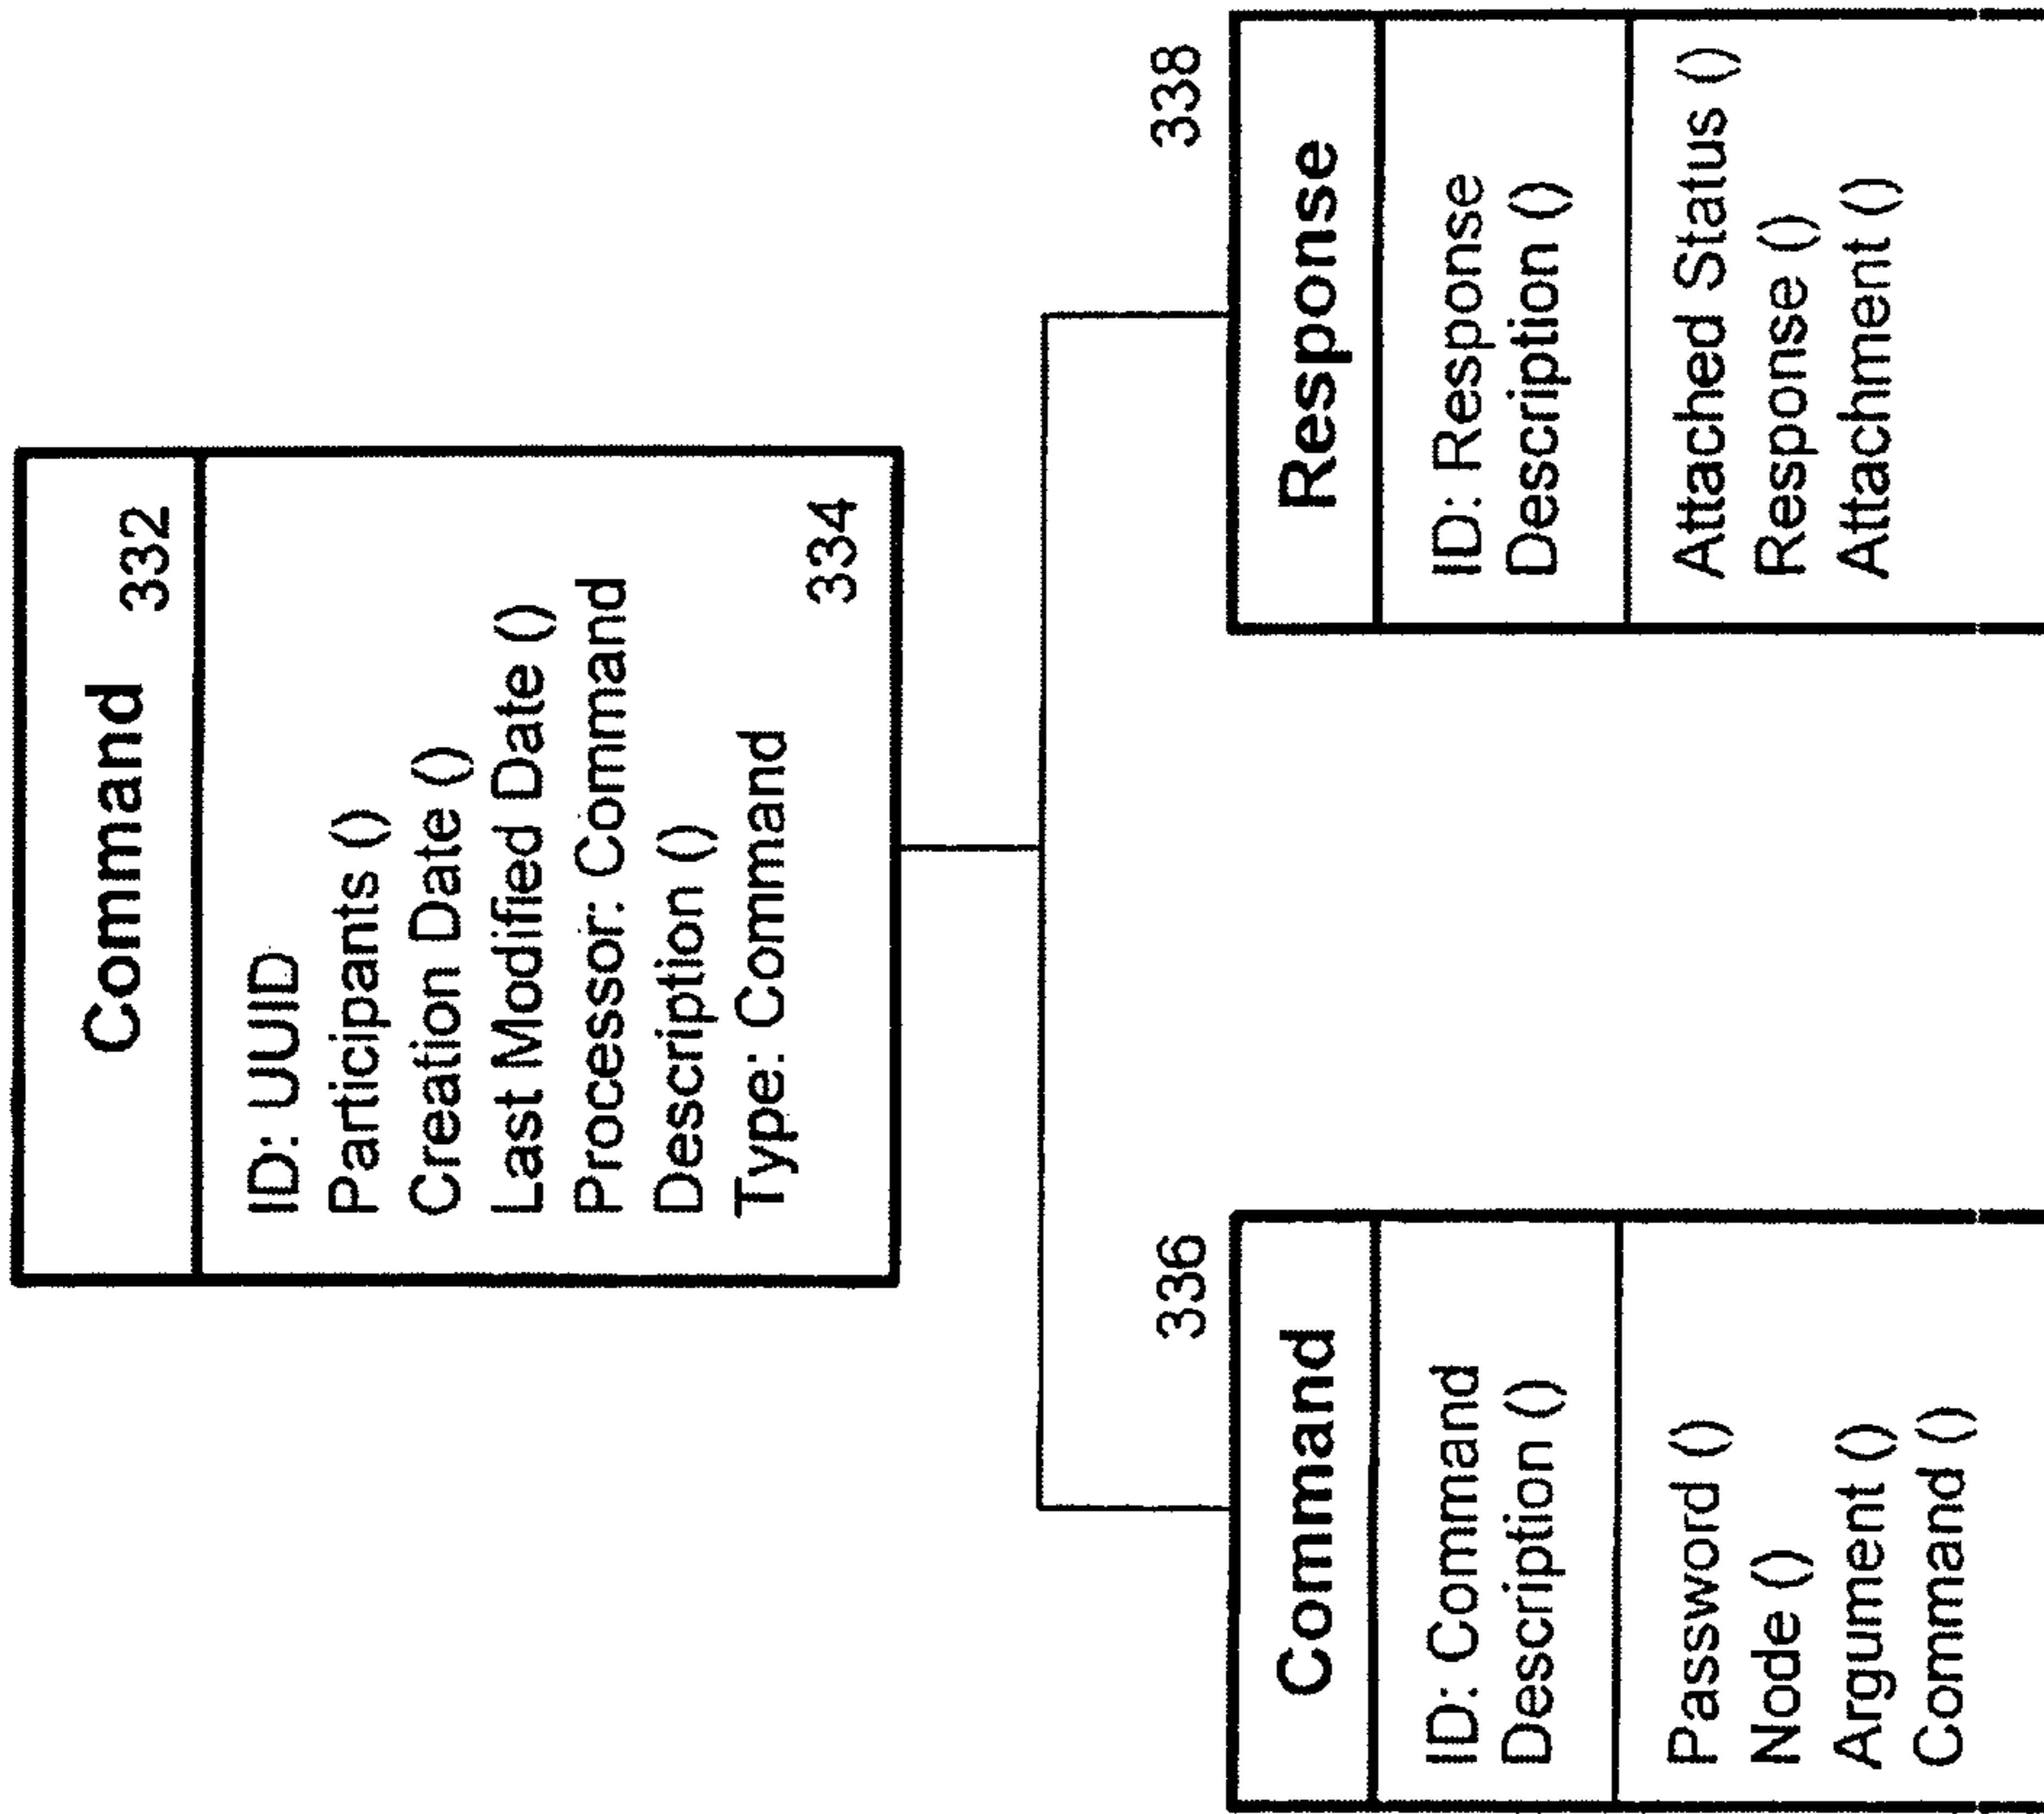 Command
332
ID: UUID
Participants ()
Creation Date ()
Last Modified Date ()
Processor: Command
Description ()
Type: Command
334
336
Command
ID: Command
Description ()
Password ()
Node ()
Argument ()
Command ()
338
Response
ID: Response
Description ()
Attached Status ()
Response ()
Attachment ()